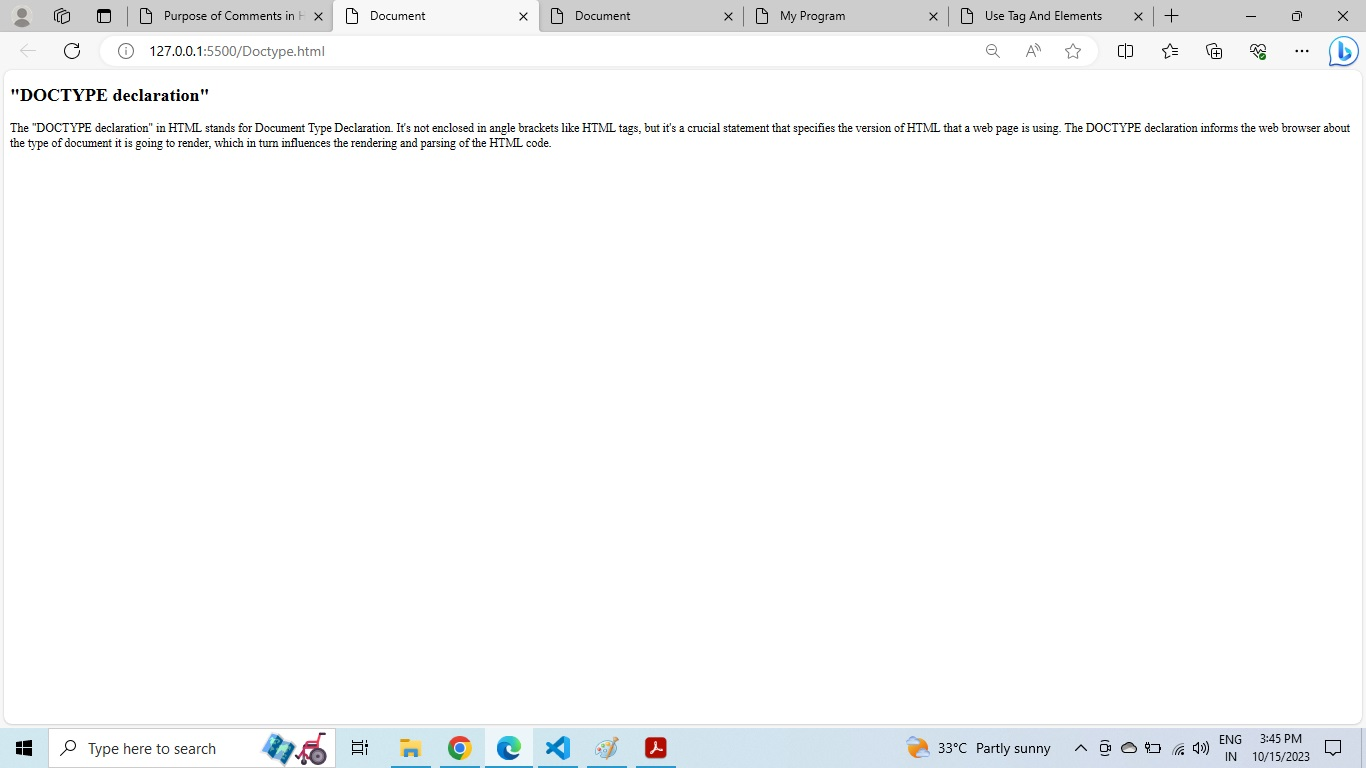 Purpose of Comments in H
Document
Document
My Program
Use Tag And Elements
127.0.0.1:5500/Doctype.html
"DOCTYPE declaration"
The "DOCTYPE declaration" in HTML stands for Document Type Declaration. It's not enclosed in angle brackets like HTML tags, but it's a crucial statement that specifies the version of HTML that a web page is using. The DOCTYPE declaration informs the web browser about
the type of document it is going to render, which in turn influences the rendering and parsing of the HTML code.
Type here to search
33°C Partly sunny
ENG
IN
3:45 PM
10/15/2023